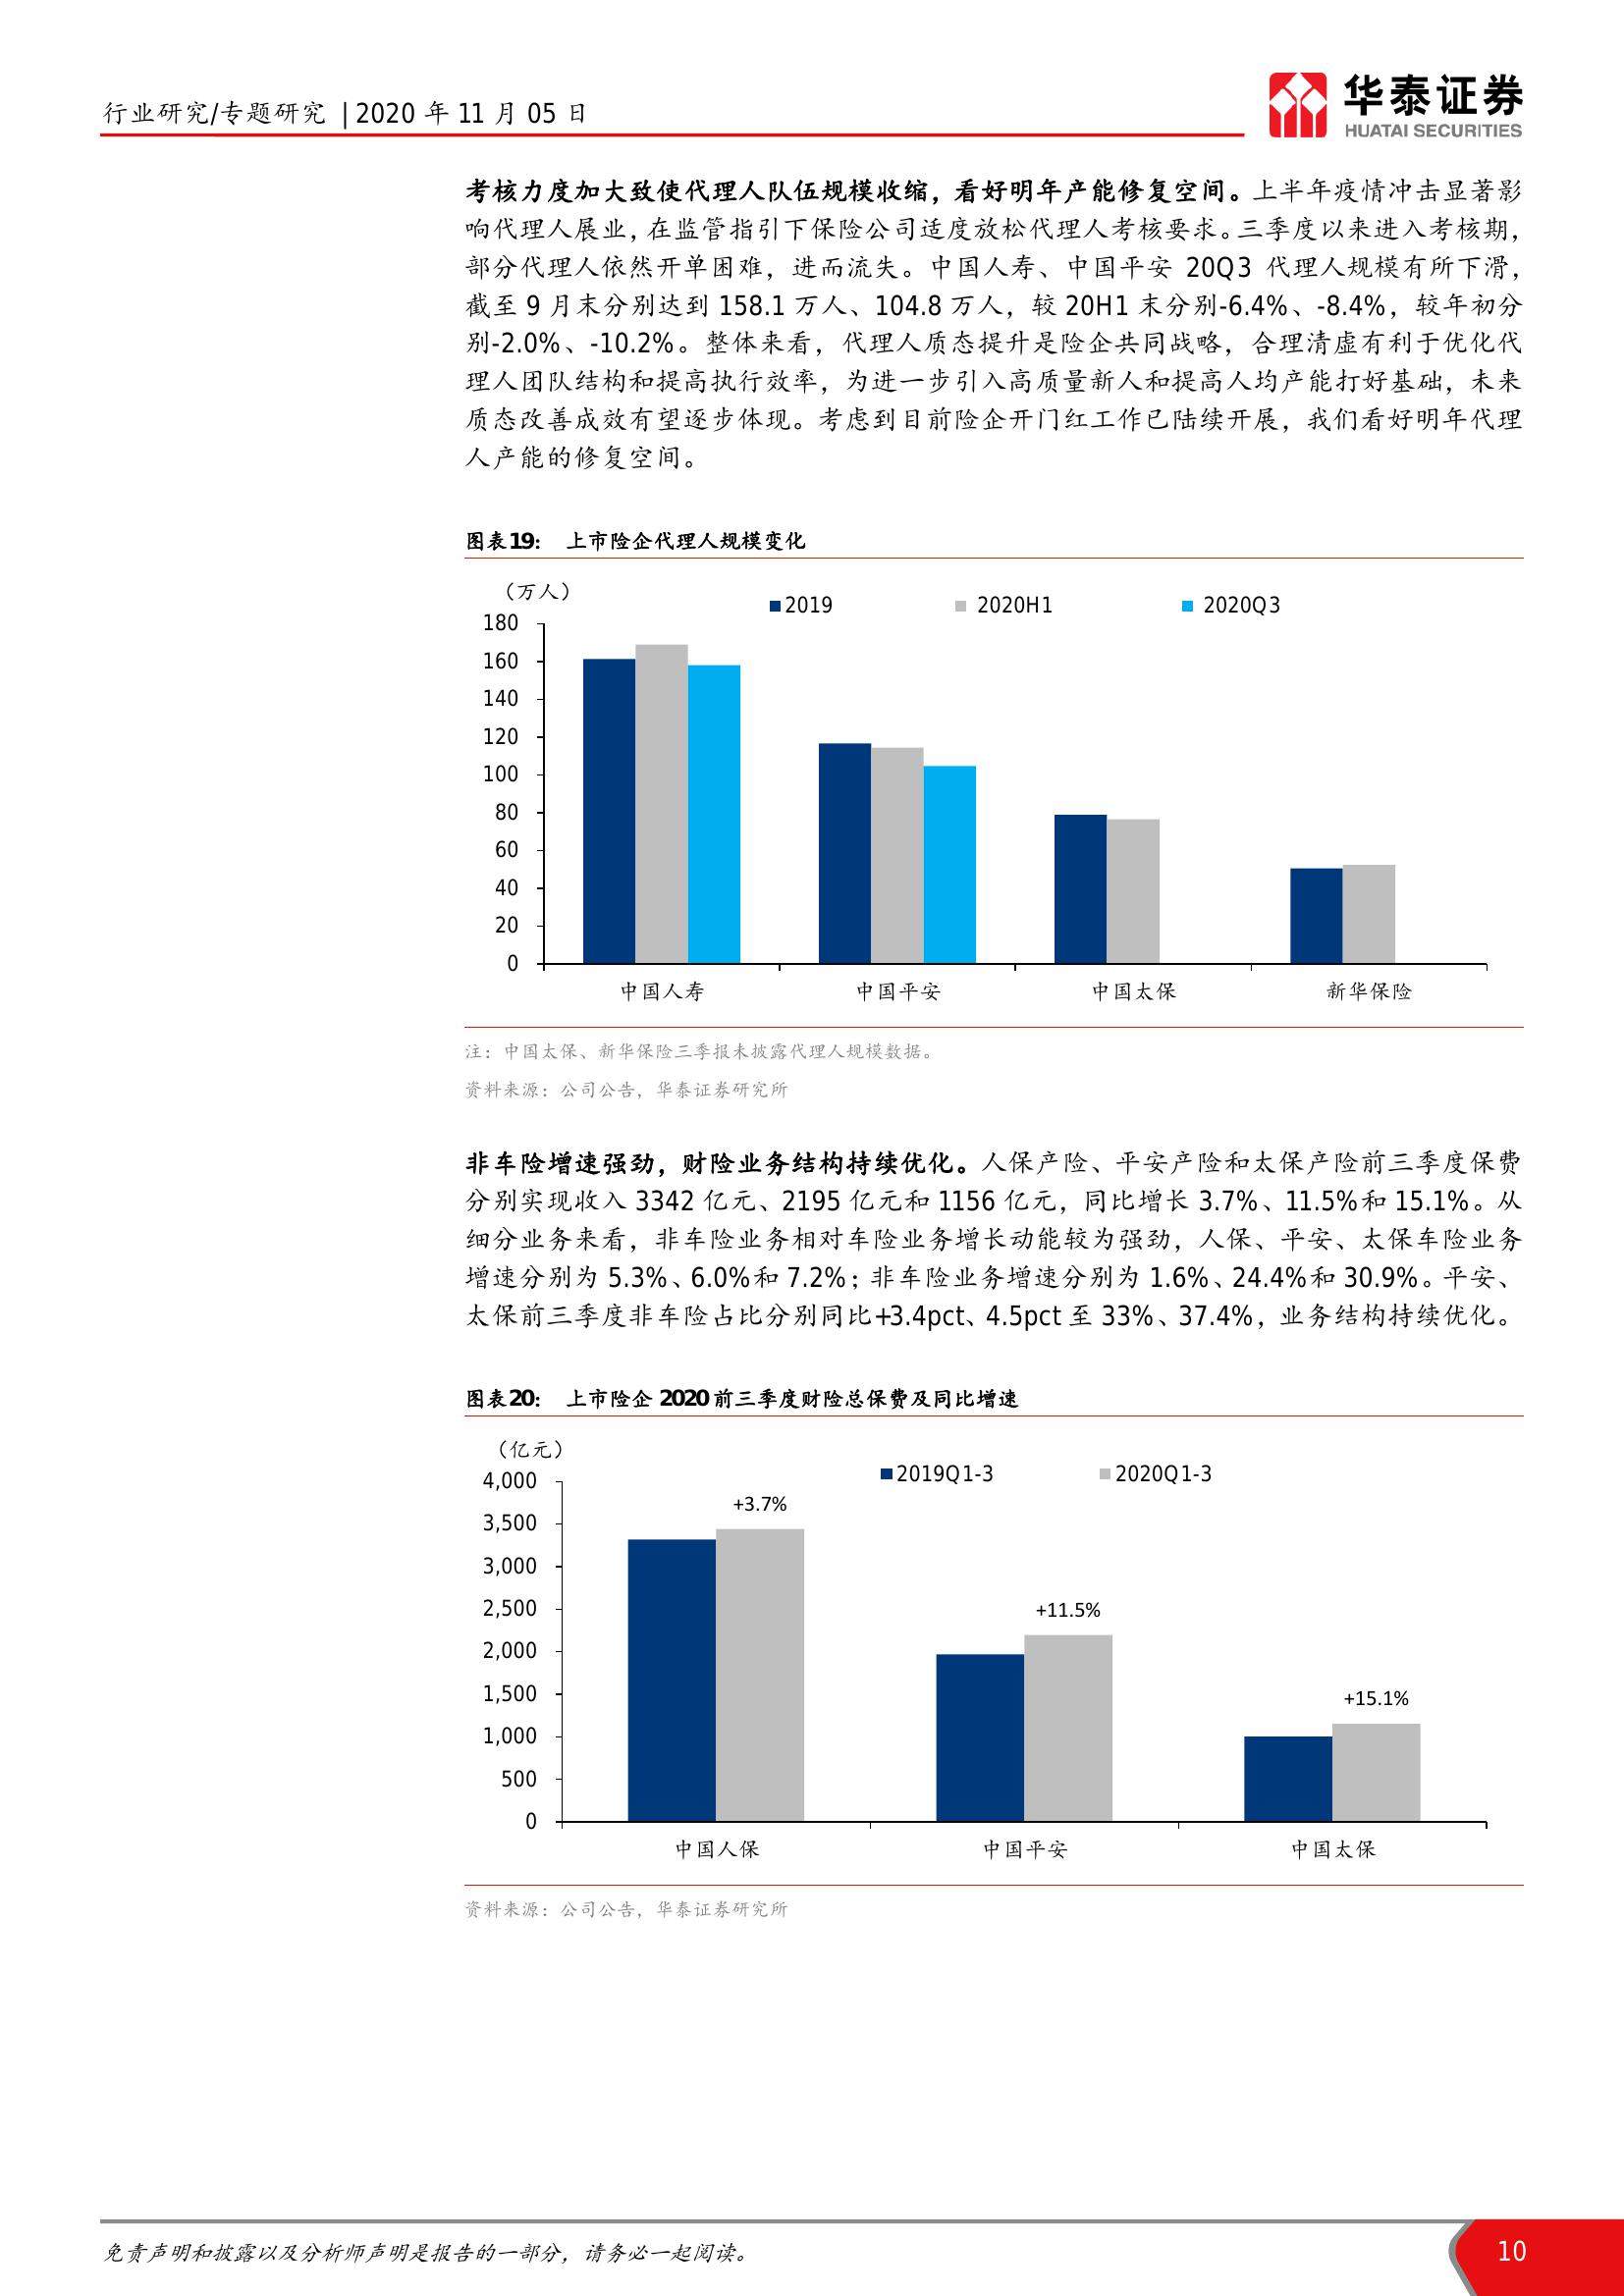 行业研究/专题研究 | 2020 年 11 月 05 日
华泰证券
HUATAI SECURITIES
考核力度加大致使代理人队伍规模收缩，看好明年产能修复空间。上半年疫情冲击显著影
响代理人展业，在监管指引下保险公司适度放松代理人考核要求。三季度以来进入考核期，
部分代理人依然开单困难，进而流失。中国人寿、中国平安 20Q3 代理人规模有所下滑，
截至 9 月末分别达到 158.1 万人、104.8 万人，较 20H1 末分别-6.4%、-8.4%，较年初分
别-2.0%、-10.2%。整体来看，代理人质态提升是险企共同战略，合理清虚有利于优化代
理人团队结构和提高执行效率，为进一步引入高质量新人和提高人均产能打好基础，未来
质态改善成效有望逐步体现。考虑到目前险企开门红工作已陆续开展，我们看好明年代理
人产能的修复空间。
图表19： 上市险企代理人规模变化
（万人）
2019 2020H1 2020Q3
180
160
140
120
100
80
60
40
20
0
中国人寿 中国平安 中国太保 新华保险
注：中国太保、新华保险三季报未披露代理人规模数据。
资料来源：公司公告，华泰证券研究所
非车险增速强劲，财险业务结构持续优化。人保产险、平安产险和太保产险前三季度保费
分别实现收入 3342 亿元、2195 亿元和 1156 亿元，同比增长 3.7%、11.5%和 15.1%。从
细分业务来看，非车险业务相对车险业务增长动能较为强劲，人保、平安、太保车险业务
增速分别为 5.3%、6.0%和 7.2%；非车险业务增速分别为 1.6%、24.4%和 30.9%。平安、
太保前三季度非车险占比分别同比+3.4pct、4.5pct 至 33%、37.4%，业务结构持续优化。
图表20： 上市险企 2020 前三季度财险总保费及同比增速
（亿元）
2019Q1-3 2020Q1-3
4,000
3,500
3,000
2,500
2,000
1,500
1,000
500
0
+3.7%
+11.5%
+15.1%
中国人保 中国平安 中国太保
资料来源：公司公告，华泰证券研究所
免责声明和披露以及分析师声明是报告的一部分，请务必一起阅读。
10